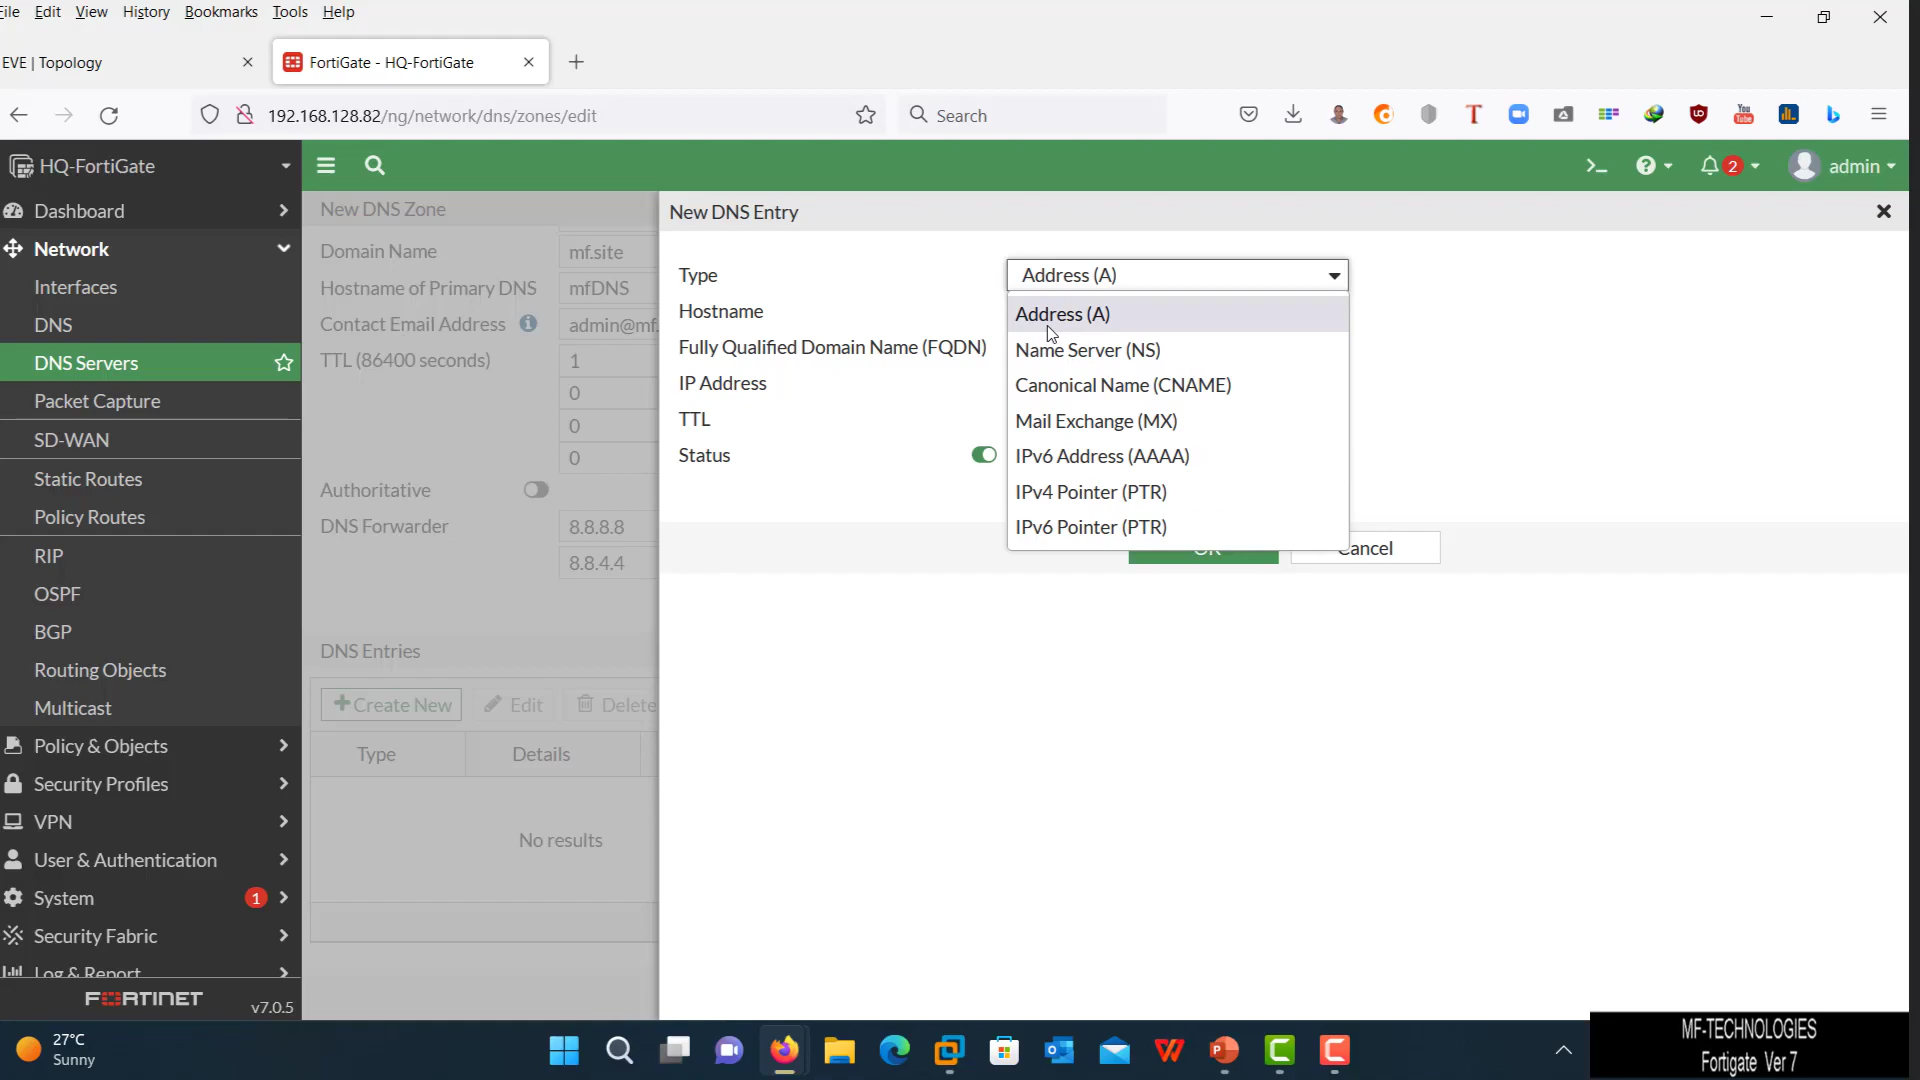 File Edit View History Bookmarks Tools Help
EVE | Topology
FortiGate - HQ-FortiGate
192.168.128.82/ng/network/dns/zones/edit
Search
HQ-FortiGate
2
admin
Dashboard
Network
Interfaces
DNS
DNS Servers
Packet Capture
SD-WAN
Static Routes
Policy Routes
RIP
OSPF
BGP
Routing Objects
Multicast
Policy & Objects
Security Profiles
VPN
User & Authentication
System 1
Security Fabric
Log & Report
FORTINET v7.0.5
New DNS Zone
Domain Name mf.site
Hostname of Primary DNS mfDNS
Contact Email Address admin@mf.
TTL (86400 seconds) 1
0
0
0
Authoritative
DNS Forwarder 8.8.8.8
8.8.4.4
DNS Entries
Create New Edit Delete
Type Details
No results
New DNS Entry
Type Address (A)
Hostname
Fully Qualified Domain Name (FQDN)
IP Address
TTL
Status
Address (A)
Name Server (NS)
Canonical Name (CNAME)
Mail Exchange (MX)
IPv6 Address (AAAA)
IPv4 Pointer (PTR)
IPv6 Pointer (PTR)
OK Cancel
27°C
Sunny
MF-TECHNOLOGIES
Fortigate Ver 7